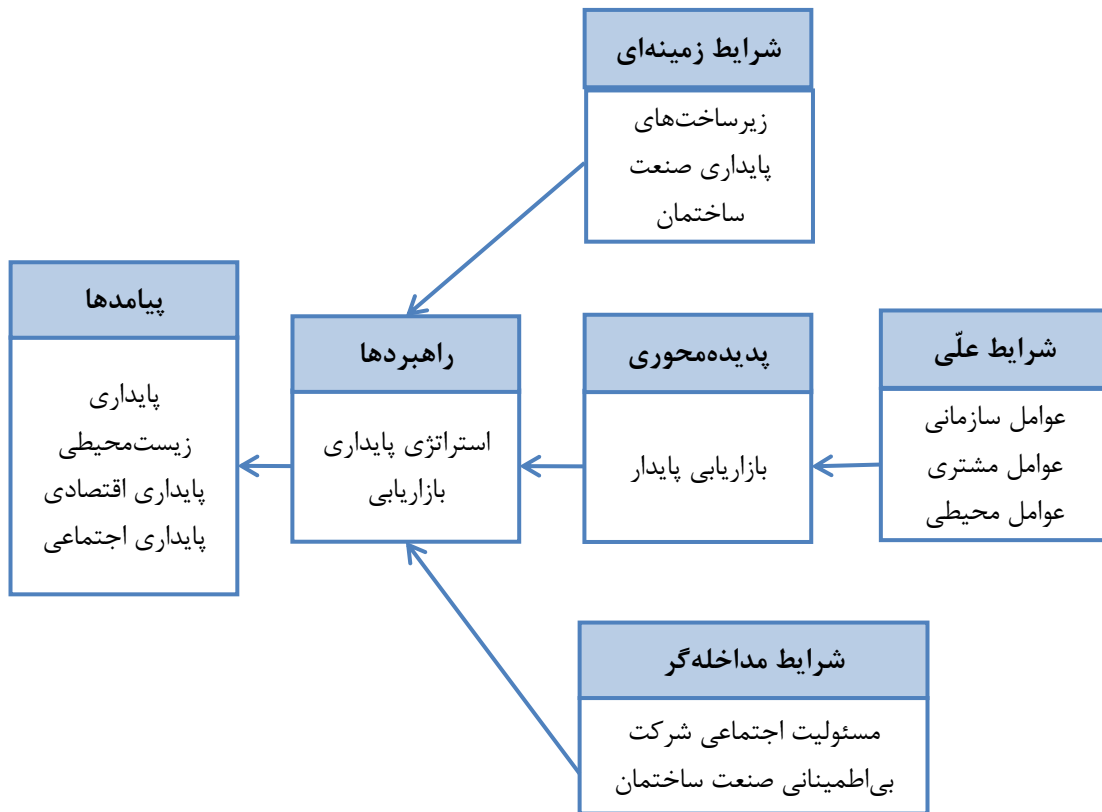 شرایط زمینه‌ای
زیرساخت‌های
پایداری صنعت
ساختمان
شرایط علّی
عوامل سازمانی
عوامل مشتری
عوامل محیطی
پدیده‌محوری
بازاریابی پایدار
راهبردها
استراتژی پایداری
بازاریابی
پیامدها
پایداری
زیست‌محیطی
پایداری اقتصادی
پایداری اجتماعی
شرایط مداخله‌گر
مسئولیت اجتماعی شرکت
بی‌اطمینانی صنعت ساختمان